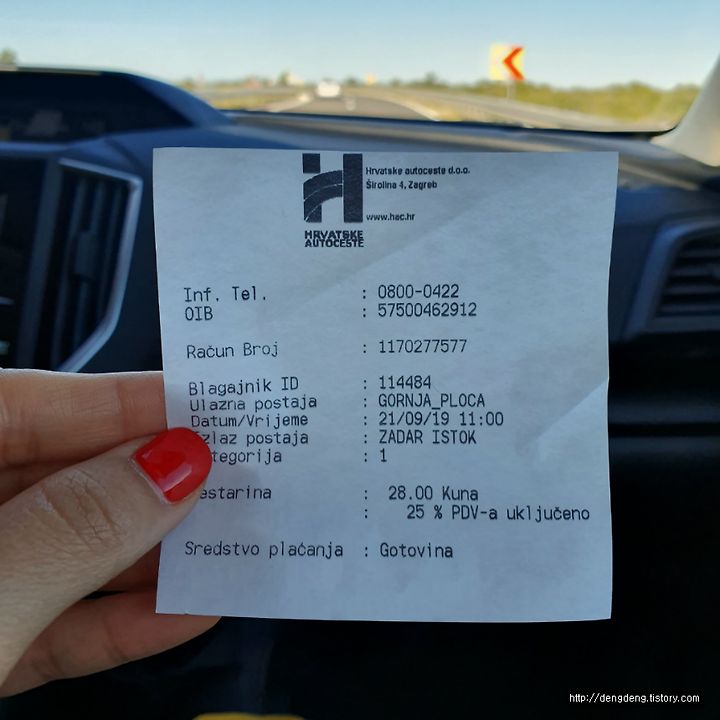 Hrvatske autoceste d.o.o.
Širolina 4, Zagreb
www.hac.hr
HRVATSKE
AUTOCESTE
Inf. Tel. : 0800-0422
OIB : 57500462912
Račun Broj : 1170277577
Blagajnik ID : 114484
Ulazna postaja : GORNJA_PLOCA
Datum/Vrijeme : 21/09/19 11:00
Izlaz postaja : ZADAR ISTOK
tegorija : 1
estarina : 28.00 Kuna
: 25 % PDV-a uključeno
Sredstvo plaćanja : Gotovina
http://dengdeng.tistory.com